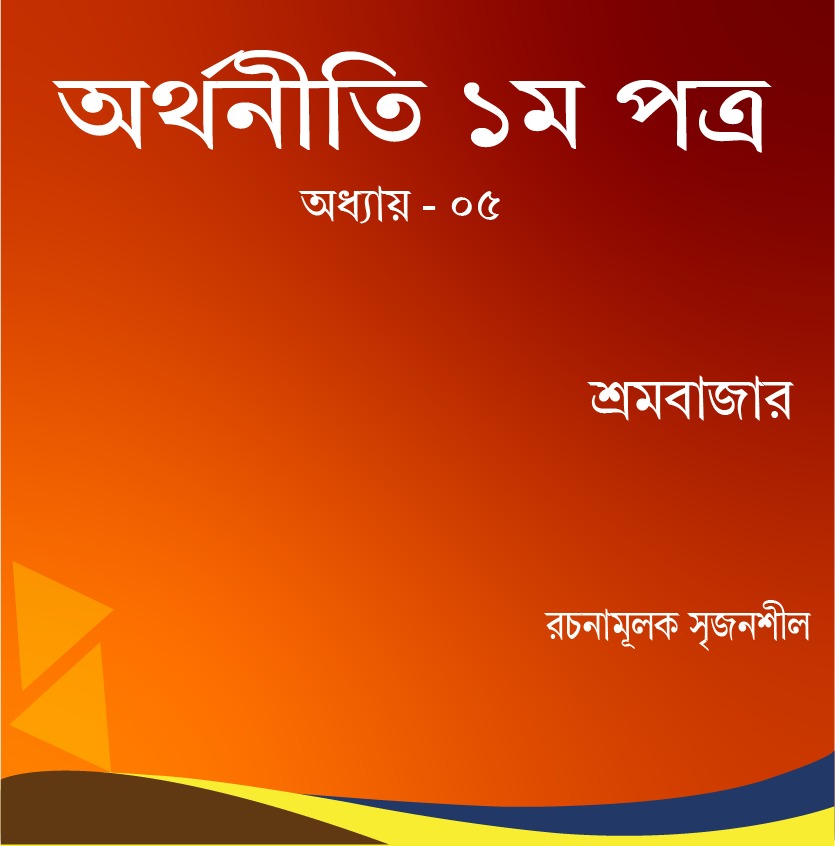 অর্থনীতি ১ম পত্র
অধ্যায় - ০৫
শ্রমবাজার
রচনামূলক সৃজনশীল